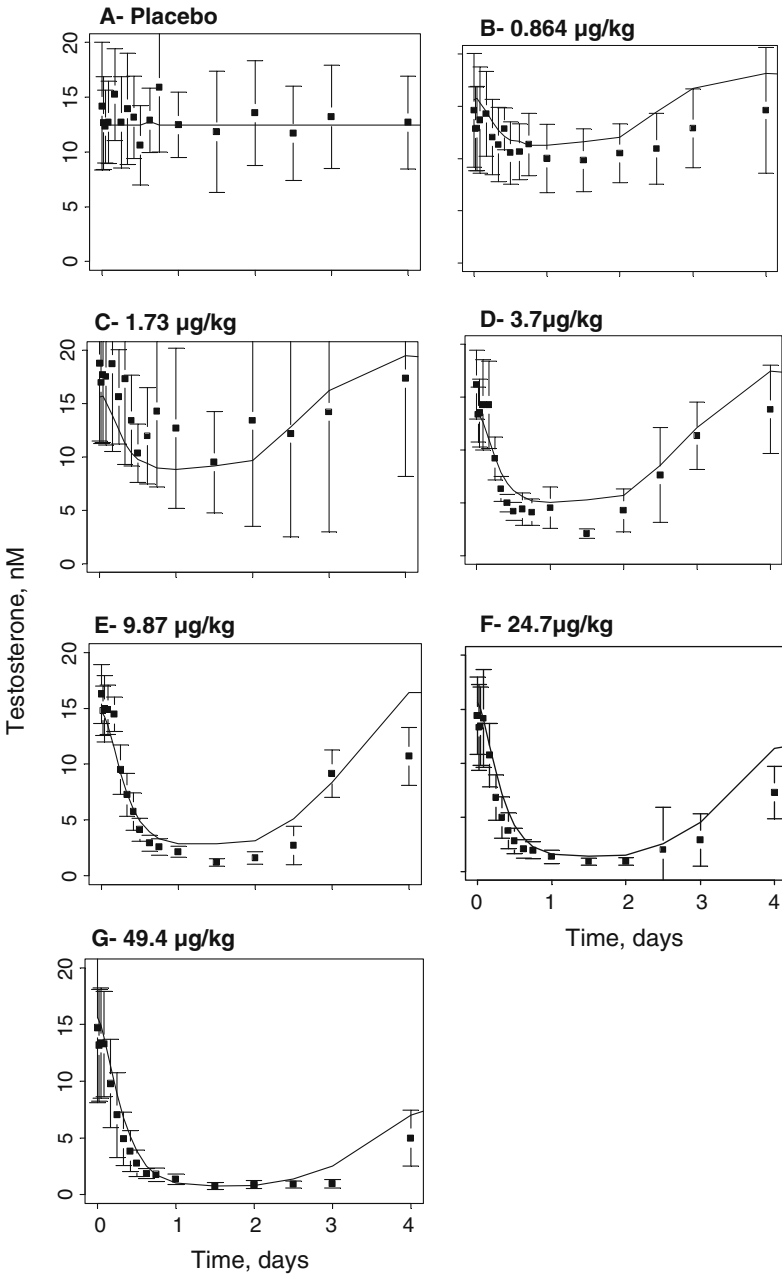 A- Placebo
20
15
10
5
0
B- 0.864 µg/kg
C- 1.73 µg/kg
20
15
10
5
0
D- 3.7µg/kg
Testosterone, nM
E- 9.87 µg/kg
20
15
10
5
0
F- 24.7µg/kg
0 1 2 3 4
Time, days
G- 49.4 µg/kg
20
15
10
5
0
0 1 2 3 4
Time, days